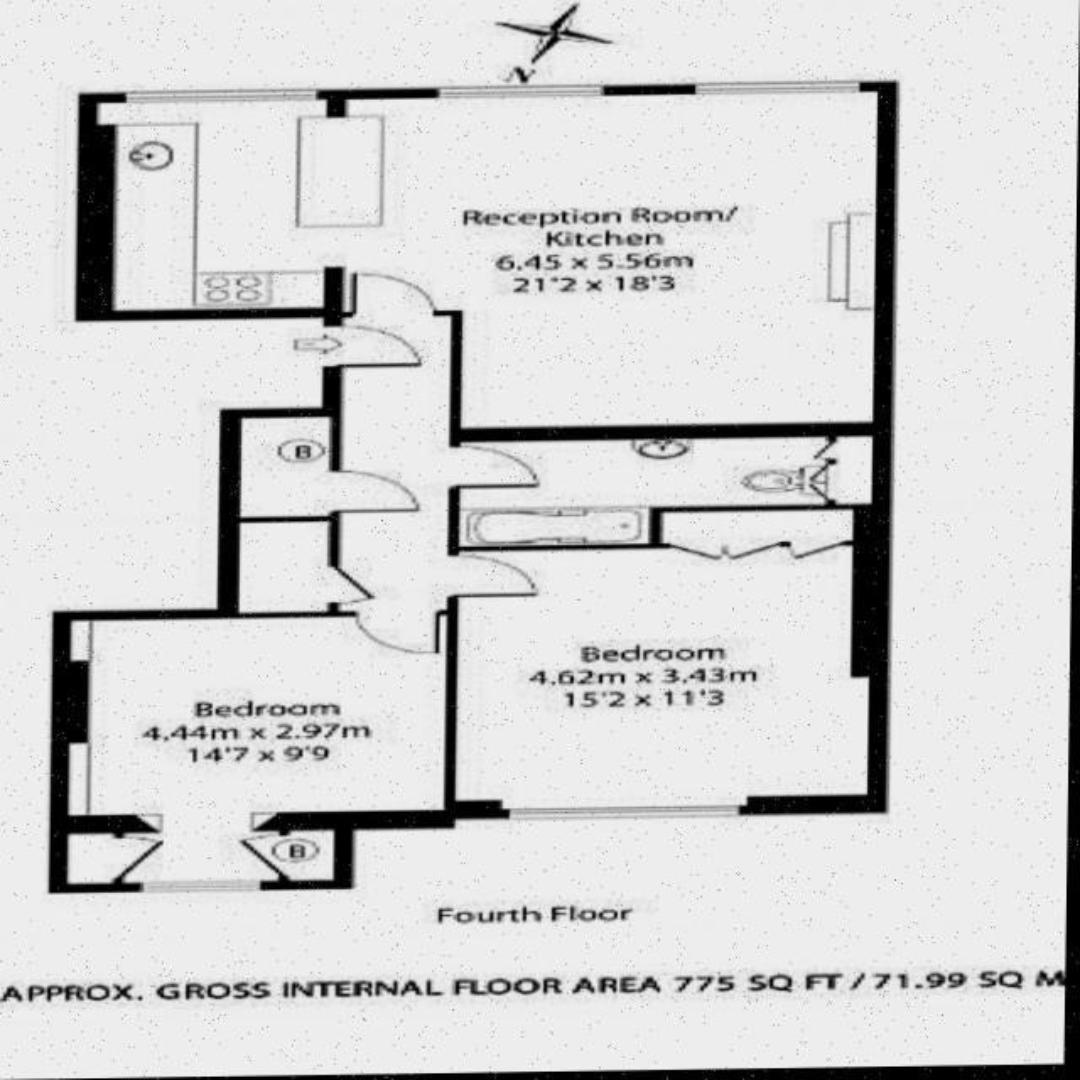 N
Reception Room/
Kitchen
6.45 x 5.56m
21'2 x 18'3
B
Bedroom
4.62m x 3.43m
15'2 x 11'3
Bedroom
4.44m x 2.97m
14'7 x 9'9
B
Fourth Floor
APPROX. GROSS INTERNAL FLOOR AREA 775 SQ FT / 71.99 SQ M